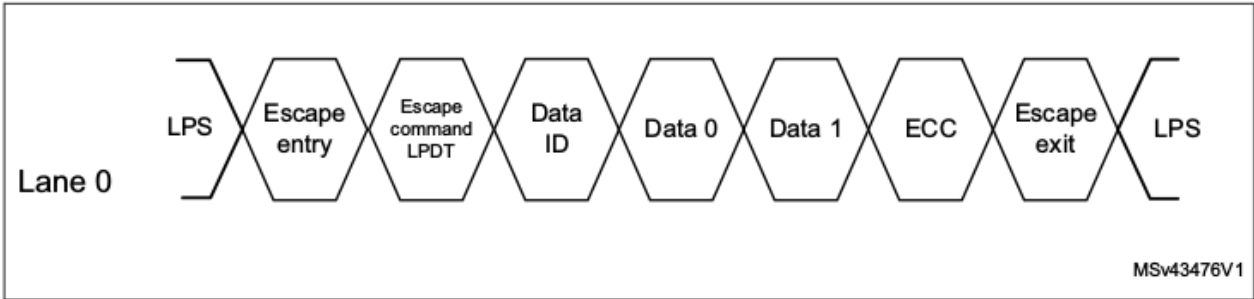 LPS
Escape
entry
Escape
command
LPDT
Data
ID
Data 0
Data 1
ECC
Escape
exit
LPS
Lane 0
MSv43476V1